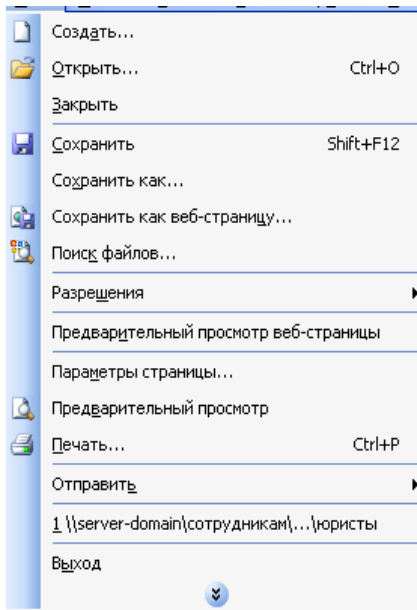 Создать...
Открыть... Ctrl+O
Закрыть
Сохранить Shift+F12
Сохранить как...
Сохранить как веб-страницу...
Поиск файлов...
Разрешения
Предварительный просмотр веб-страницы
Параметры страницы...
Предварительный просмотр
Печать... Ctrl+P
Отправить
1 \\server-domain\сотрудникам\...\юристы
Выход